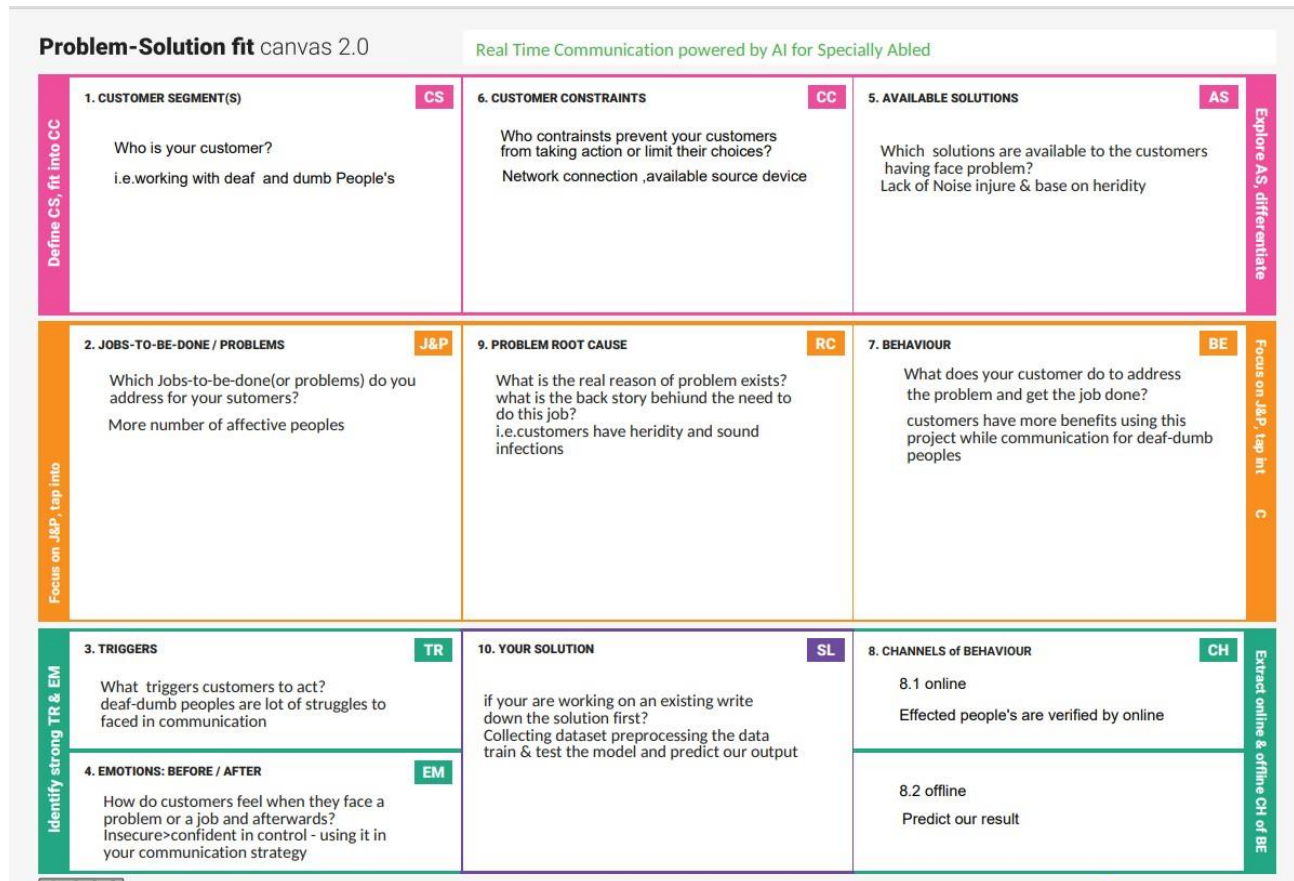 Problem-Solution fit canvas 2.0
Real Time Communication powered by AI for Specially Abled
Define CS, fit into CC
1. CUSTOMER SEGMENT(S)
CS
Who is your customer?
i.e.working with deaf and dumb People's
6. CUSTOMER CONSTRAINTS
CC
Who contrainsts prevent your customers
from taking action or limit their choices?
Network connection ,available source device
5. AVAILABLE SOLUTIONS
AS
Which solutions are available to the customers
having face problem?
Lack of Noise injure & base on heridity
Explore AS, differentiate
Focus on J&P, tap into
2. JOBS-TO-BE-DONE / PROBLEMS
J&P
Which Jobs-to-be-done(or problems) do you
address for your sutomers?
More number of affective peoples
9. PROBLEM ROOT CAUSE
RC
What is the real reason of problem exists?
what is the back story behiund the need to
do this job?
i.e.customers have heridity and sound
infections
7. BEHAVIOUR
BE
What does your customer do to address
the problem and get the job done?
customers have more benefits using this
project while communication for deaf-dumb
peoples
Focus on J&P, tap int C
Identify strong TR & EM
3. TRIGGERS
TR
What triggers customers to act?
deaf-dumb peoples are lot of struggles to
faced in communication
4. EMOTIONS: BEFORE / AFTER
EM
How do customers feel when they face a
problem or a job and afterwards?
Insecure>confident in control - using it in
your communication strategy
10. YOUR SOLUTION
SL
if your are working on an existing write
down the solution first?
Collecting dataset preprocessing the data
train & test the model and predict our output
8. CHANNELS of BEHAVIOUR
CH
8.1 online
Effected people's are verified by online
8.2 offline
Predict our result
Extract online & offline CH of BE